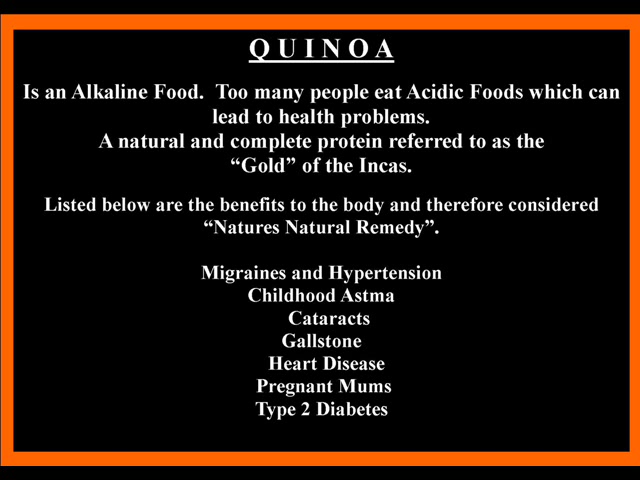 Q U I N O A
Is an Alkaline Food.  Too many people eat Acidic Foods which can
lead to health problems.
A natural and complete protein referred to as the
“Gold” of the Incas.
Listed below are the benefits to the body and therefore considered
“Natures Natural Remedy”.
Migraines and Hypertension
Childhood Astma
Cataracts
Gallstone
Heart Disease
Pregnant Mums
Type 2 Diabetes